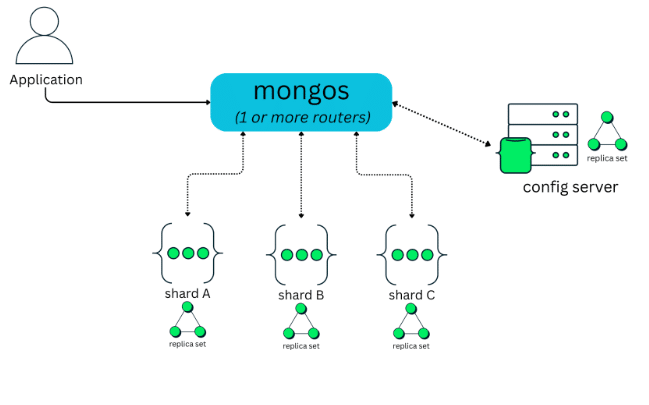 Application
mongos
(1 or more routers)
replica set
config server
shard A
shard B
shard C
replica set
replica set
replica set